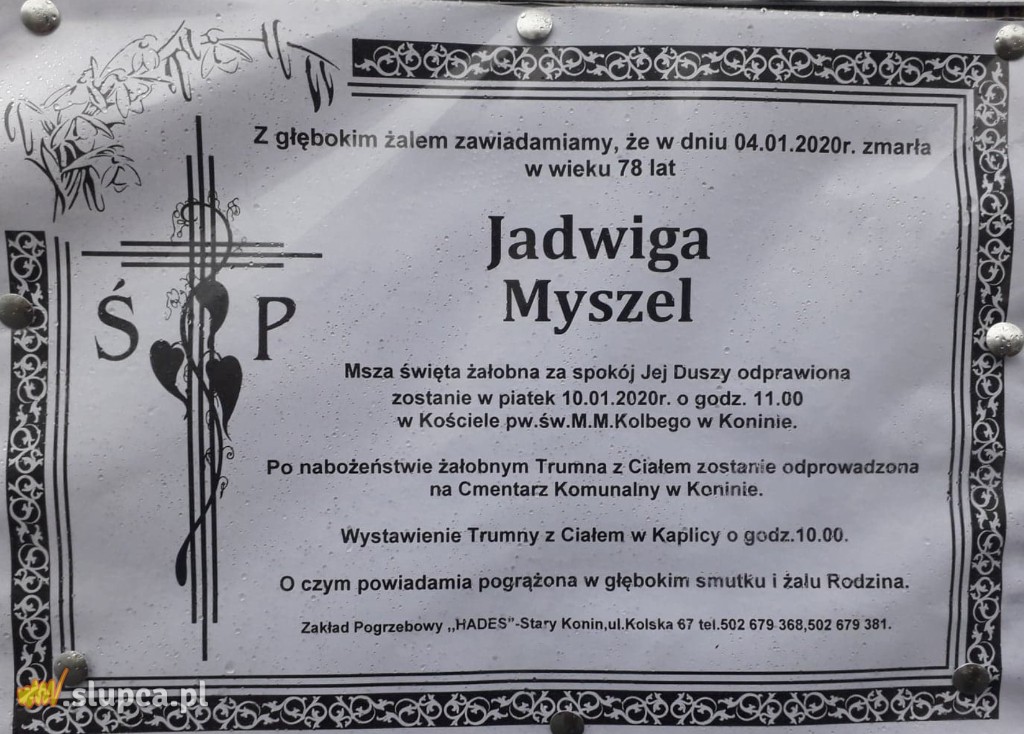 Z głębokim żalem zawiadamiamy, że w dniu 04.01.2020r. zmarła
w wieku 78 lat
Jadwiga
Myszel
Ś P
Msza święta żałobna za spokój Jej Duszy odprawiona
zostanie w piatek 10.01.2020r. o godz. 11.00
w Kościele pw.św.M.M.Kolbego w Koninie.
Po nabożeństwie żałobnym Trumna z Ciałem zostanie odprowadzona
na Cmentarz Komunalny w Koninie.
Wystawienie Trumny z Ciałem w Kaplicy o godz.10.00.
O czym powiadamia pogrążona w głębokim smutku i żalu Rodzina.
Zakład Pogrzebowy ,,HADES"-Stary Konin,ul.Kolska 67 tel.502 679 368,502 679 381.
.slupca.pl